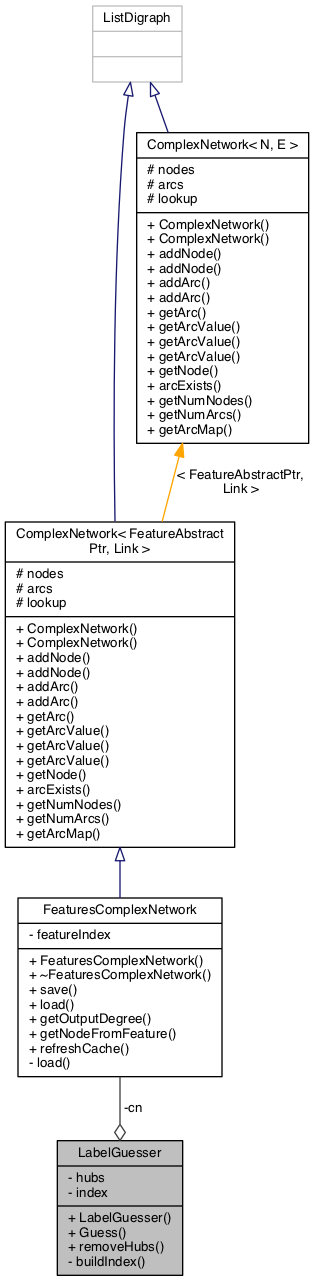 ListDigraph
ComplexNetwork< N, E >
# nodes
# arcs
# lookup
+ ComplexNetwork()
+ ComplexNetwork()
+ addNode()
+ addNode()
+ addArc()
+ addArc()
+ getArc()
+ getArcValue()
+ getArcValue()
+ getArcValue()
+ getNode()
+ arcExists()
+ getNumNodes()
+ getNumArcs()
+ getArcMap()
< FeatureAbstractPtr,
Link >
ComplexNetwork< FeatureAbstract
Ptr, Link >
# nodes
# arcs
# lookup
+ ComplexNetwork()
+ ComplexNetwork()
+ addNode()
+ addNode()
+ addArc()
+ addArc()
+ getArc()
+ getArcValue()
+ getArcValue()
+ getArcValue()
+ getNode()
+ arcExists()
+ getNumNodes()
+ getNumArcs()
+ getArcMap()
FeaturesComplexNetwork
- featureIndex
+ FeaturesComplexNetwork()
+ ~FeaturesComplexNetwork()
+ save()
+ load()
+ getOutputDegree()
+ getNodeFromFeature()
+ refreshCache()
- load()
-cn
LabelGuesser
- hubs
- index
+ LabelGuesser()
+ Guess()
+ removeHubs()
- buildIndex()